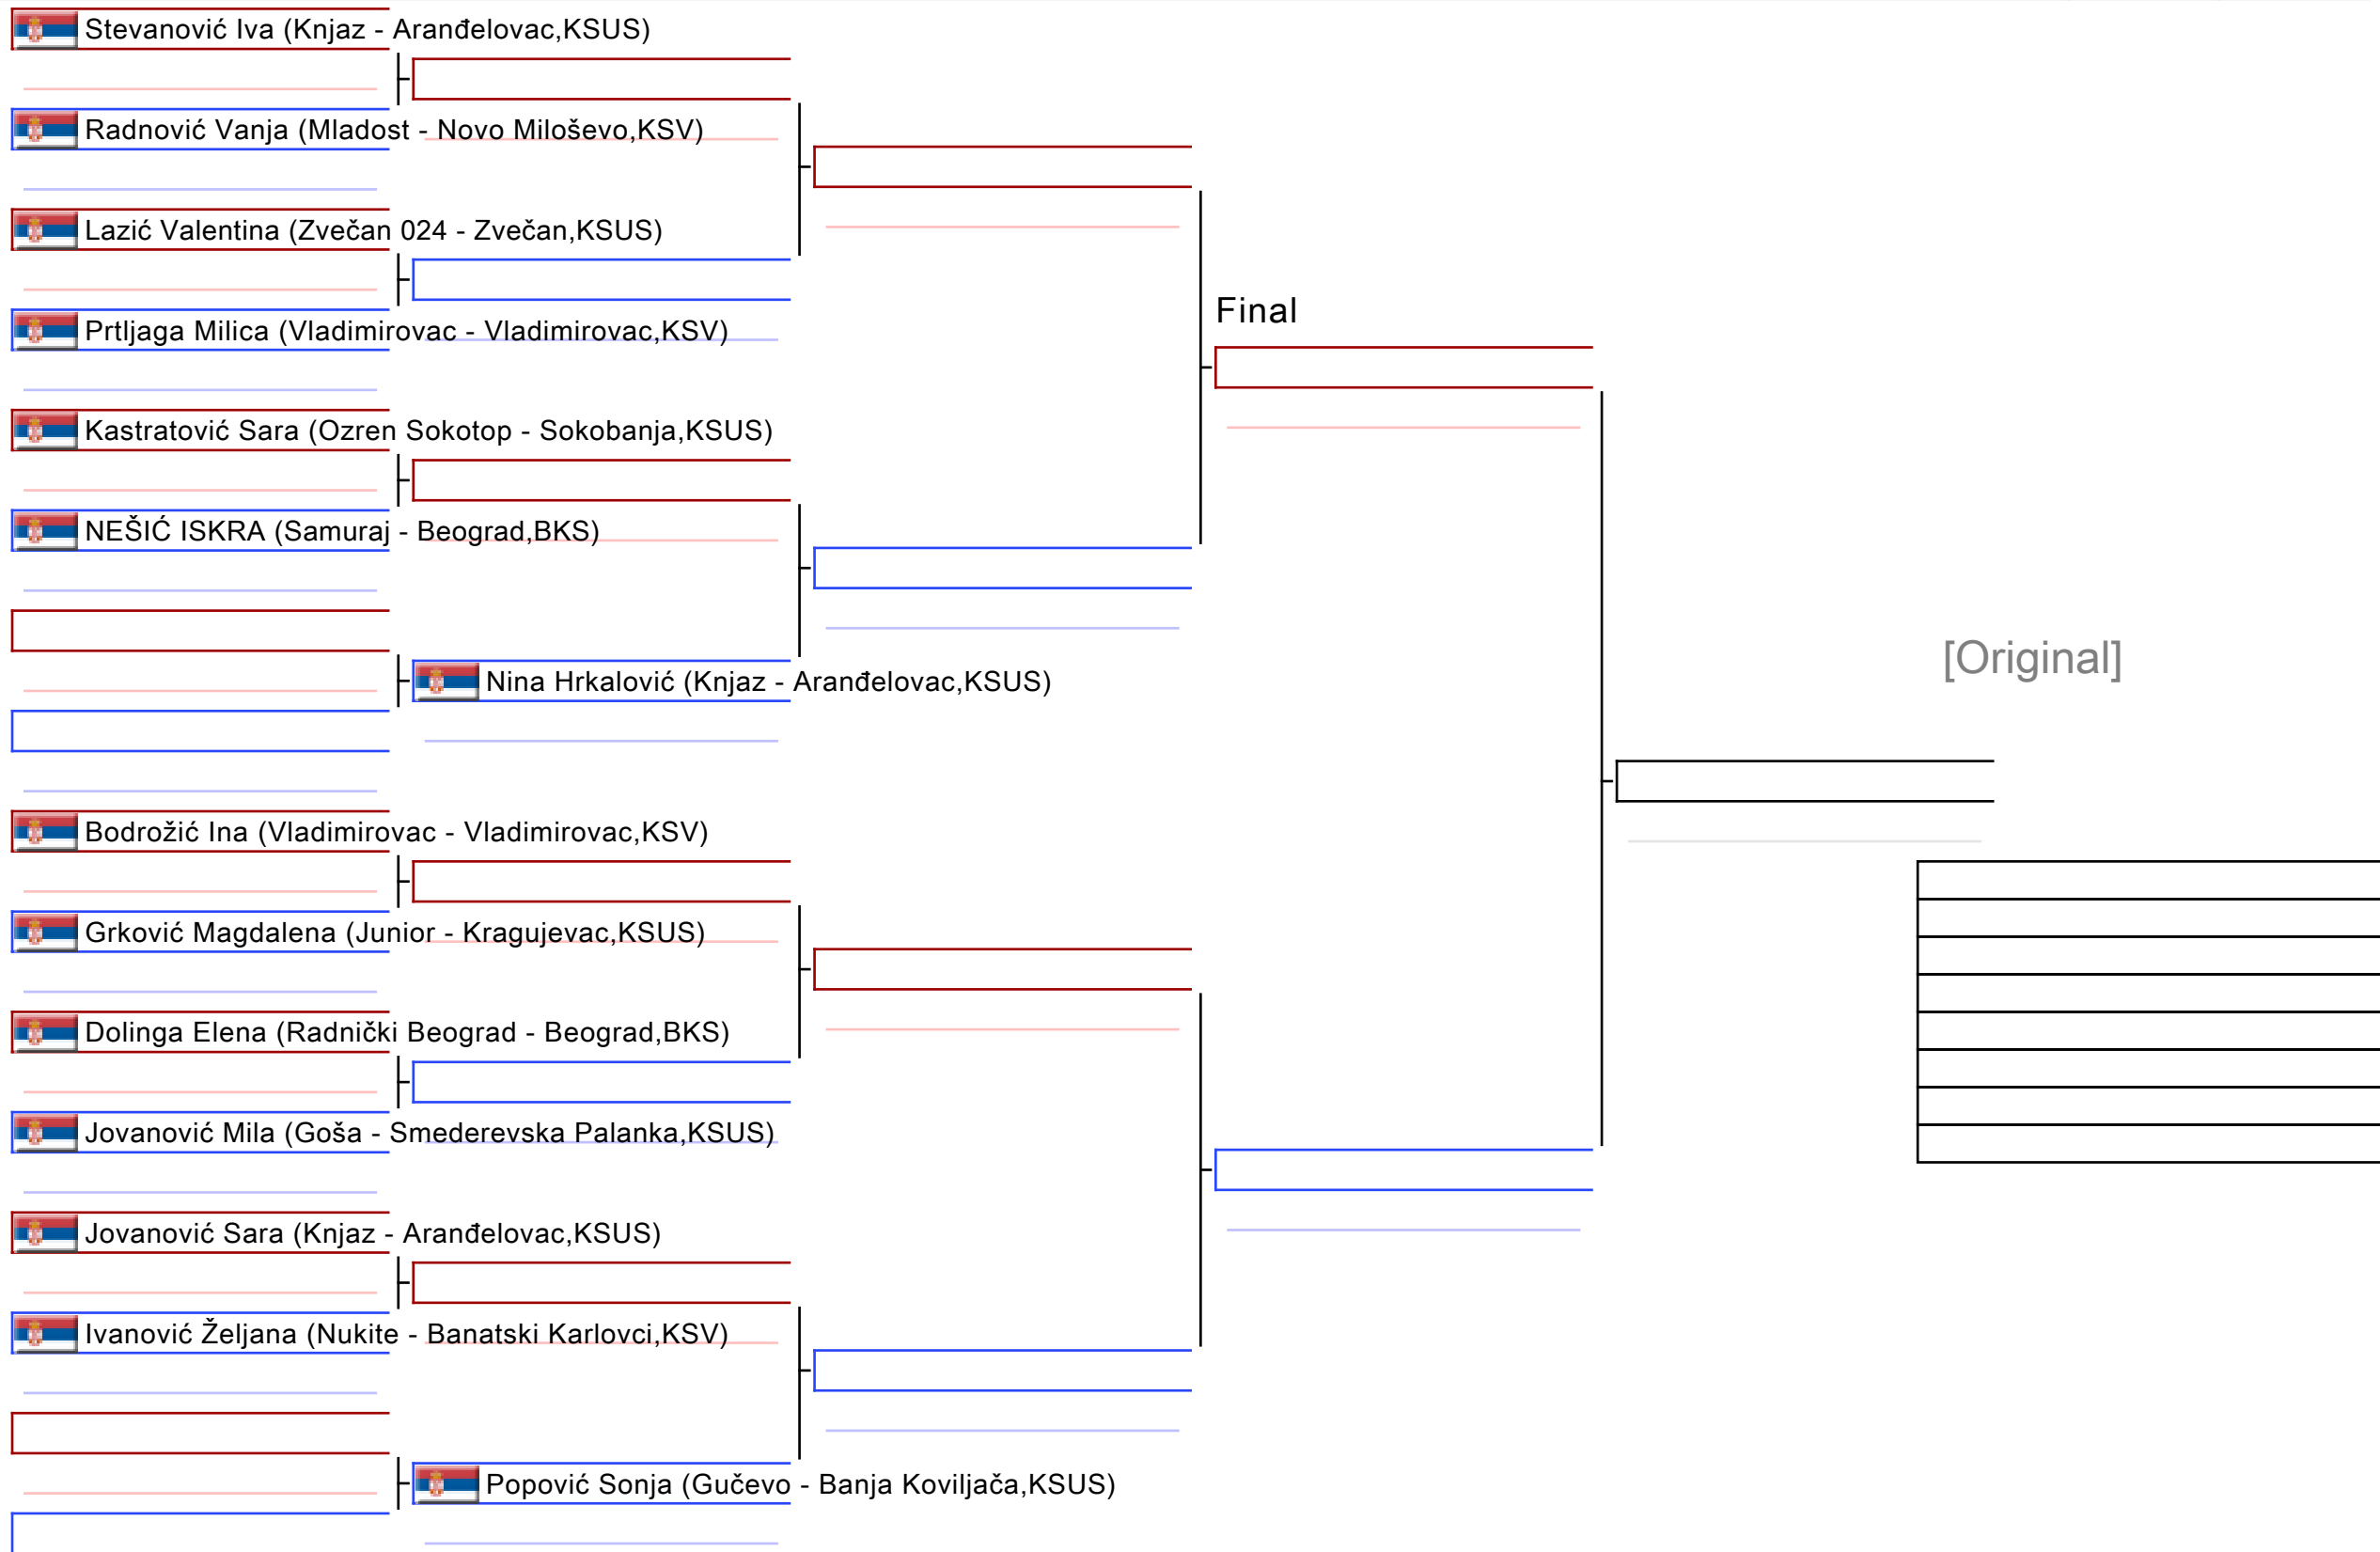 Stevanović Iva (Knjaz - Aranđelovac,KSUS)
Radnović Vanja (Mladost - Novo Miloševo,KSV)
Lazić Valentina (Zvečan 024 - Zvečan,KSUS)
Final
Prtljaga Milica (Vladimirovac - Vladimirovac,KSV)
Kastratović Sara (Ozren Sokotop - Sokobanja,KSUS)
NEŠIĆ ISKRA (Samuraj - Beograd,BKS)
[Original]
Nina Hrkalović (Knjaz - Aranđelovac,KSUS)
Bodrožić Ina (Vladimirovac - Vladimirovac,KSV)
Grković Magdalena (Junior - Kragujevac,KSUS)
Dolinga Elena (Radnički Beograd - Beograd,BKS)
Jovanović Mila (Goša - Smederevska Palanka,KSUS)
Jovanović Sara (Knjaz - Aranđelovac,KSUS)
Ivanović Željana (Nukite - Banatski Karlovci,KSV)
Popović Sonja (Gučevo - Banja Koviljača,KSUS)